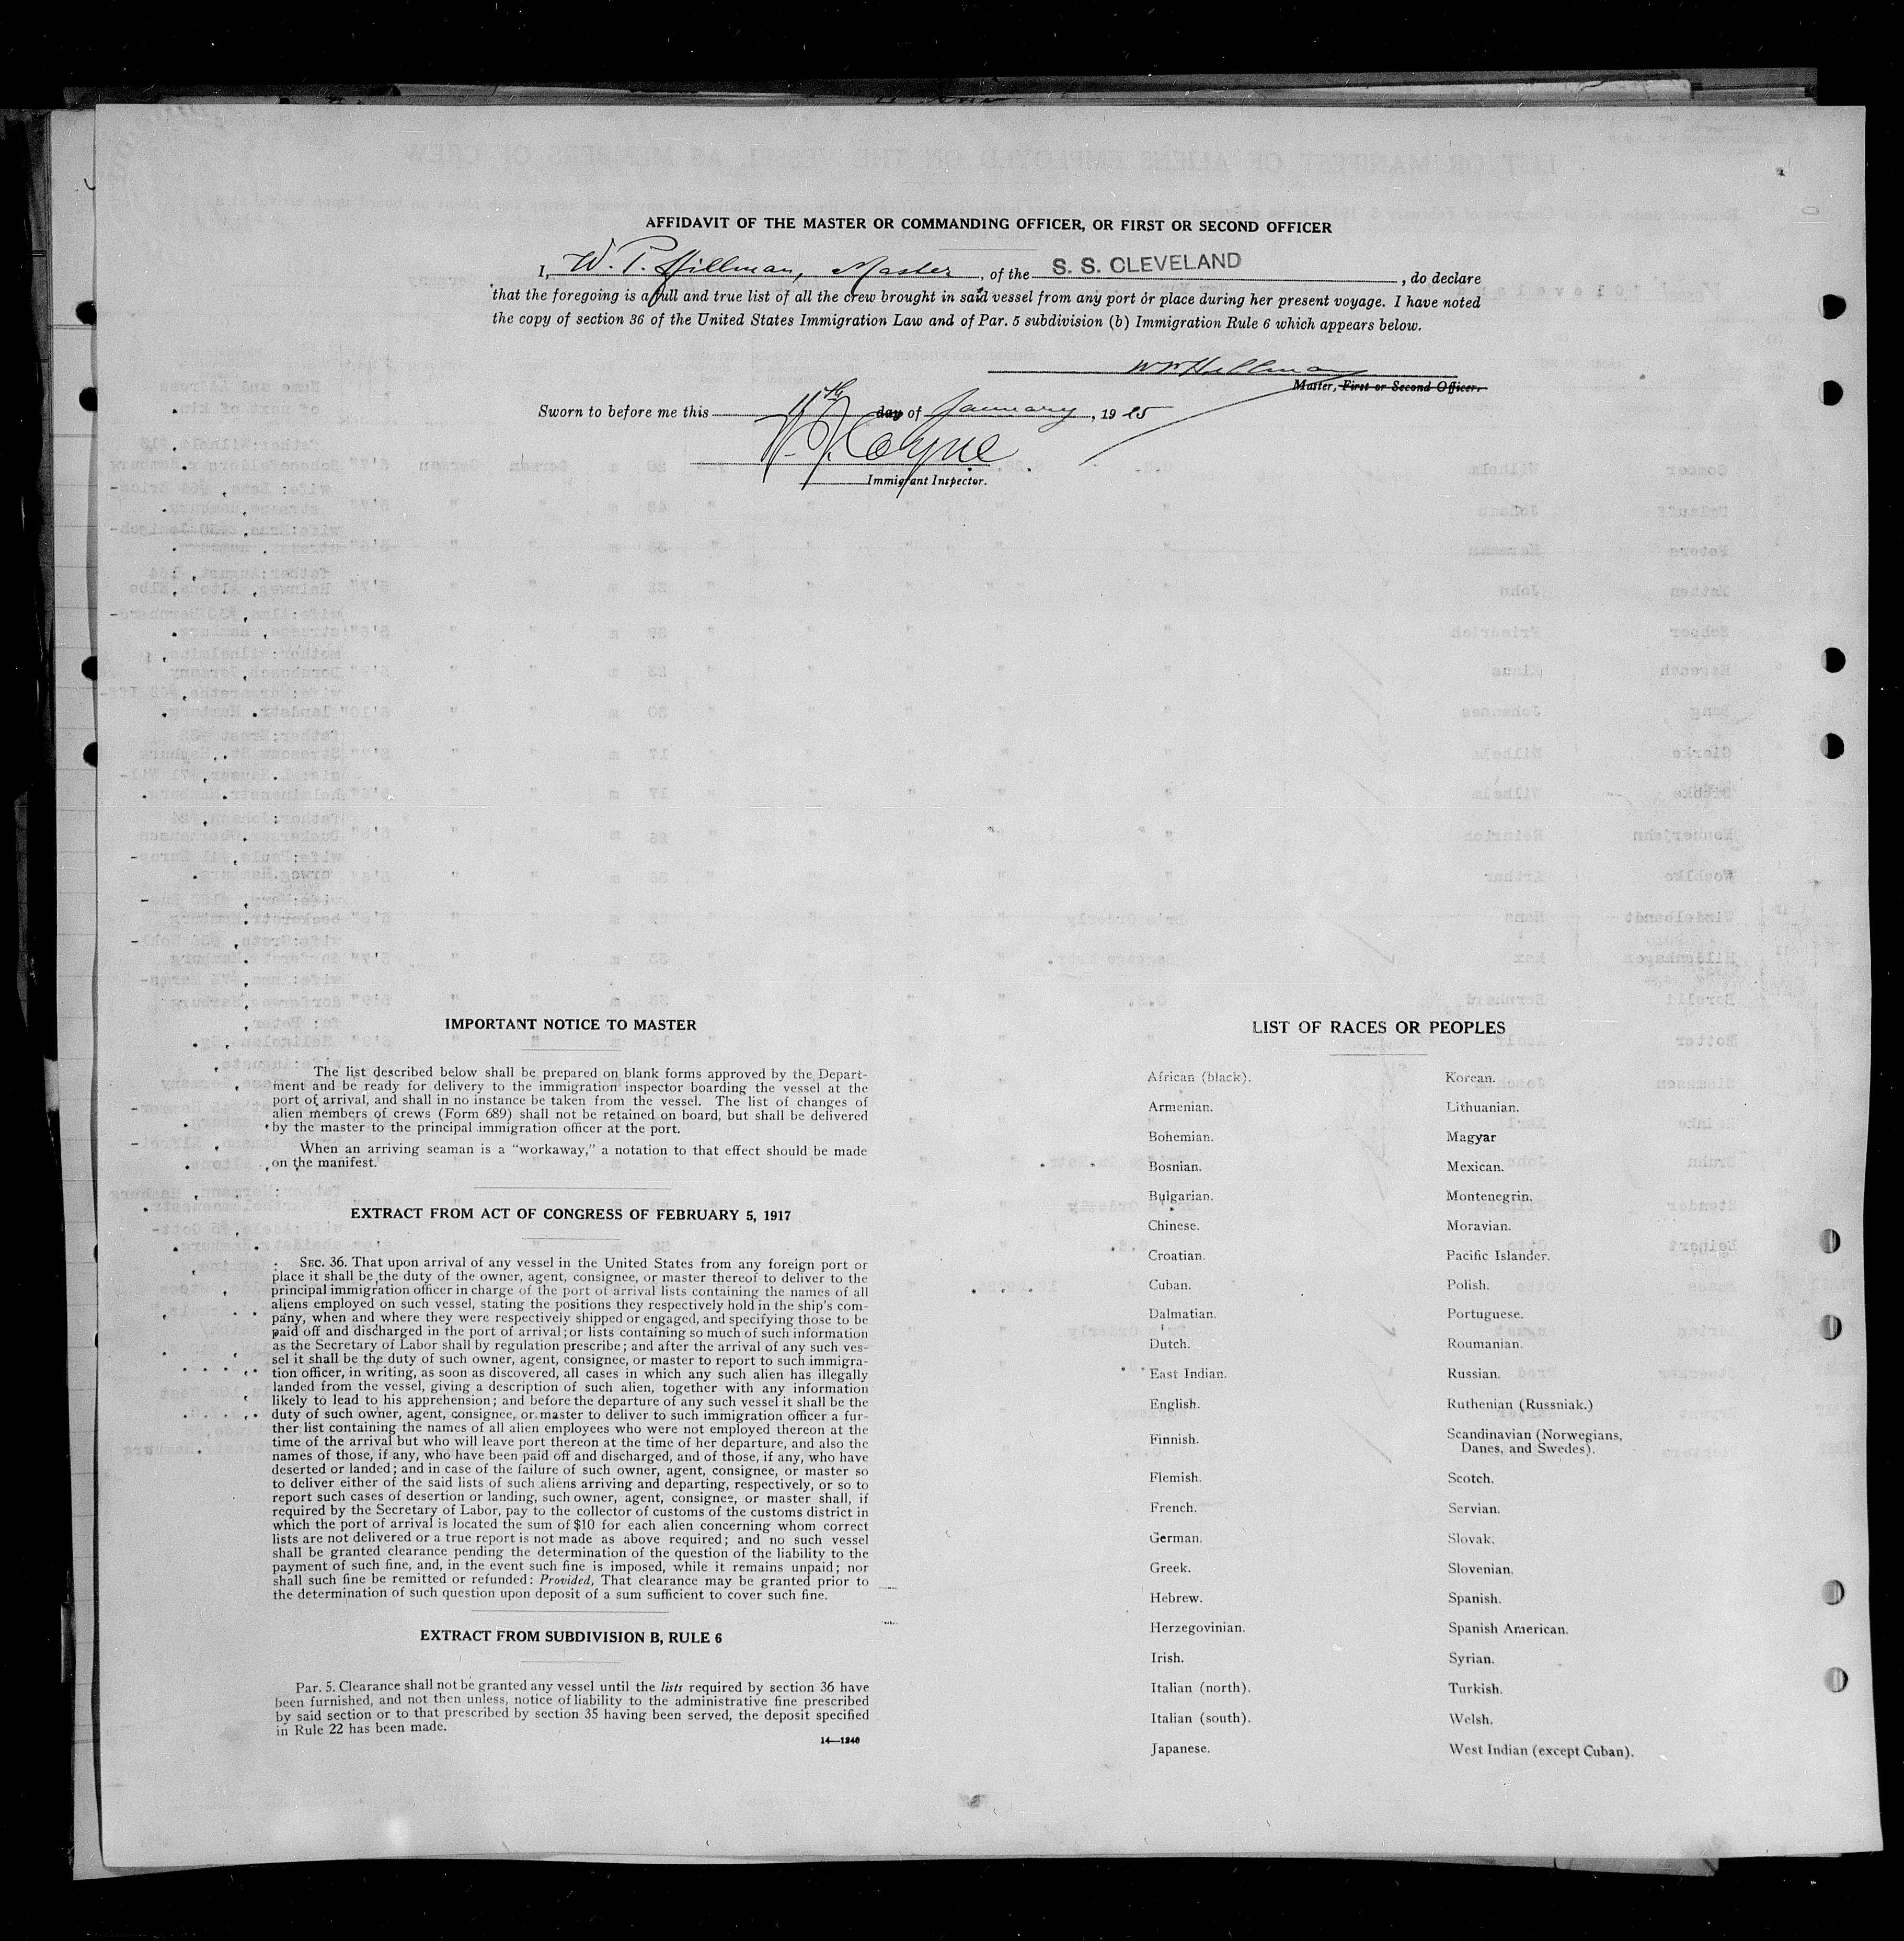 AFFIDAVIT OF THE MASTER OR COMMANDING OFFICER, OR FIRST OR SECOND OFFICER
I, W. P. Hillman, Master, of the S. S. CLEVELAND, do declare
that the foregoing is a full and true list of all the crew brought in said vessel from any port or place during her present voyage. I have noted
the copy of section 36 of the United States Immigration Law and of Par. 5 subdivision (b) Immigration Rule 6 which appears below.
Master, First or Second Officer.
Sworn to before me this day of January, 1925
Immigrant Inspector.
IMPORTANT NOTICE TO MASTER
The list described below shall be prepared on blank forms approved by the Depart-
ment and be ready for delivery to the immigration inspector boarding the vessel at the
port of arrival, and shall in no instance be taken from the vessel. The list of changes of
alien members of crews (Form 689) shall not be retained on board, but shall be delivered
by the master to the principal immigration officer at the port.
When an arriving seaman is a "workaway," a notation to that effect should be made
on the manifest.
EXTRACT FROM ACT OF CONGRESS OF FEBRUARY 5, 1917
SEC. 36. That upon arrival of any vessel in the United States from any foreign port or
place it shall be the duty of the owner, agent, consignee, or master thereof to deliver to the
principal immigration officer in charge of the port of arrival lists containing the names of all
aliens employed on such vessel, stating the positions they respectively hold in the ship's com-
pany, when and where they were respectively shipped or engaged, and specifying those to be
paid off and discharged in the port of arrival; or lists containing so much of such information
as the Secretary of Labor shall by regulation prescribe; and after the arrival of any such ves-
sel it shall be the duty of such owner, agent, consignee, or master to report to such immigra-
tion officer, in writing, as soon as discovered, all cases in which any such alien has illegally
landed from the vessel, giving a description of such alien, together with any information
likely to lead to his apprehension; and before the departure of any such vessel it shall be the
duty of such owner, agent, consignee, or master to deliver to such immigration officer a fur-
ther list containing the names of all alien employees who were not employed thereon at the
time of the arrival but who will leave port thereon at the time of her departure, and also the
names of those, if any, who have been paid off and discharged, and of those, if any, who have
deserted or landed; and in case of the failure of such owner, agent, consignee, or master so
to deliver either of the said lists of such aliens arriving and departing, respectively, or so to
report such cases of desertion or landing, such owner, agent, consignee, or master shall, if
required by the Secretary of Labor, pay to the collector of customs of the customs district in
which the port of arrival is located the sum of $10 for each alien concerning whom correct
lists are not delivered or a true report is not made as above required; and no such vessel
shall be granted clearance pending the determination of the question of the liability to the
payment of such fine, and, in the event such fine is imposed, while it remains unpaid; nor
shall such fine be remitted or refunded: Provided, That clearance may be granted prior to
the determination of such question upon deposit of a sum sufficient to cover such fine.
EXTRACT FROM SUBDIVISION B, RULE 6
Par. 5. Clearance shall not be granted any vessel until the lists required by section 36 have
been furnished, and not then unless, notice of liability to the administrative fine prescribed
by said section or to that prescribed by section 35 having been served, the deposit specified
in Rule 22 has been made.
14—1240
LIST OF RACES OR PEOPLES
African (black).
Armenian.
Bohemian.
Bosnian.
Bulgarian.
Chinese.
Croatian.
Cuban.
Dalmatian.
Dutch.
East Indian.
English.
Finnish.
Flemish.
French.
German.
Greek.
Hebrew.
Herzegovinian.
Irish.
Italian (north).
Italian (south).
Japanese.
Korean.
Lithuanian.
Magyar
Mexican.
Montenegrin.
Moravian.
Pacific Islander.
Polish.
Portuguese.
Roumanian.
Russian.
Ruthenian (Russniak.)
Scandinavian (Norwegians,
Danes, and Swedes).
Scotch.
Servian.
Slovak.
Slovenian.
Spanish.
Spanish American.
Syrian.
Turkish.
Welsh.
West Indian (except Cuban).